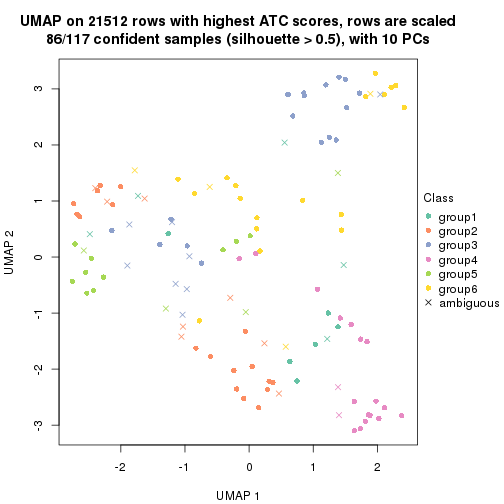 UMAP on 21512 rows with highest ATC scores, rows are scaled
86/117 confident samples (silhouette > 0.5), with 10 PCs
3
2
1
0
-1
-2
-3
UMAP 2
-2
-1
0
1
2
UMAP 1
Class
group1
group2
group3
group4
group5
group6
ambiguous